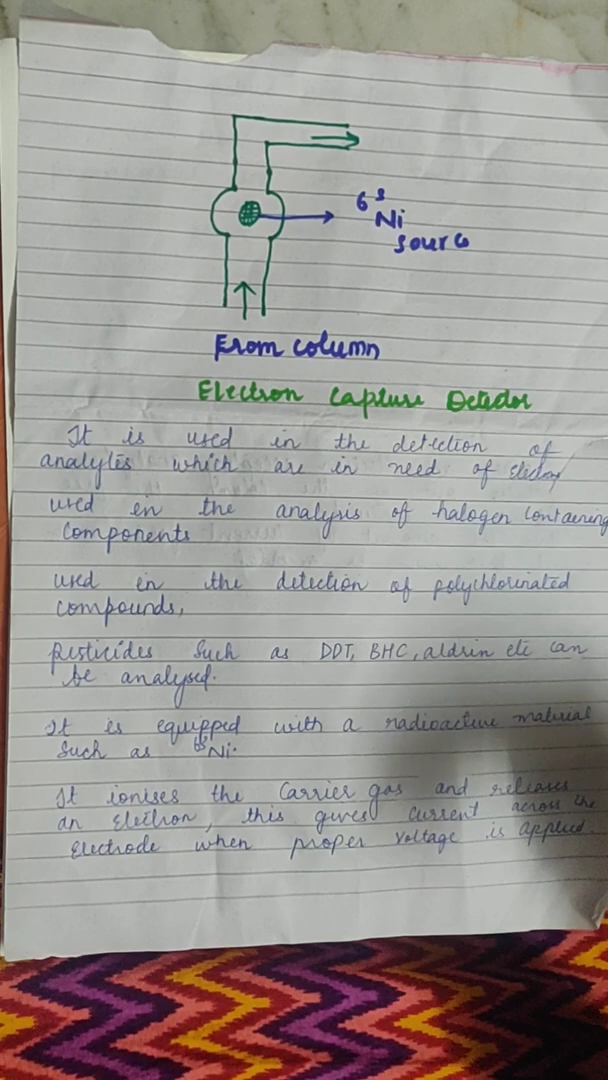 63
Ni
source
From column
Electron Capture Detector
It is used in the detection of
analytes which are in need of
used in the analysis of halogen containing
components
used in the detection of polychlorinated
compounds,
pesticides such as DDT, BHC, aldrin etc can
be analysed.
It is equipped with a radioactive material
such as 63Ni.
It ionises the carrier gas and releases
an electron, this gives current across the
electrode when proper voltage is applied.